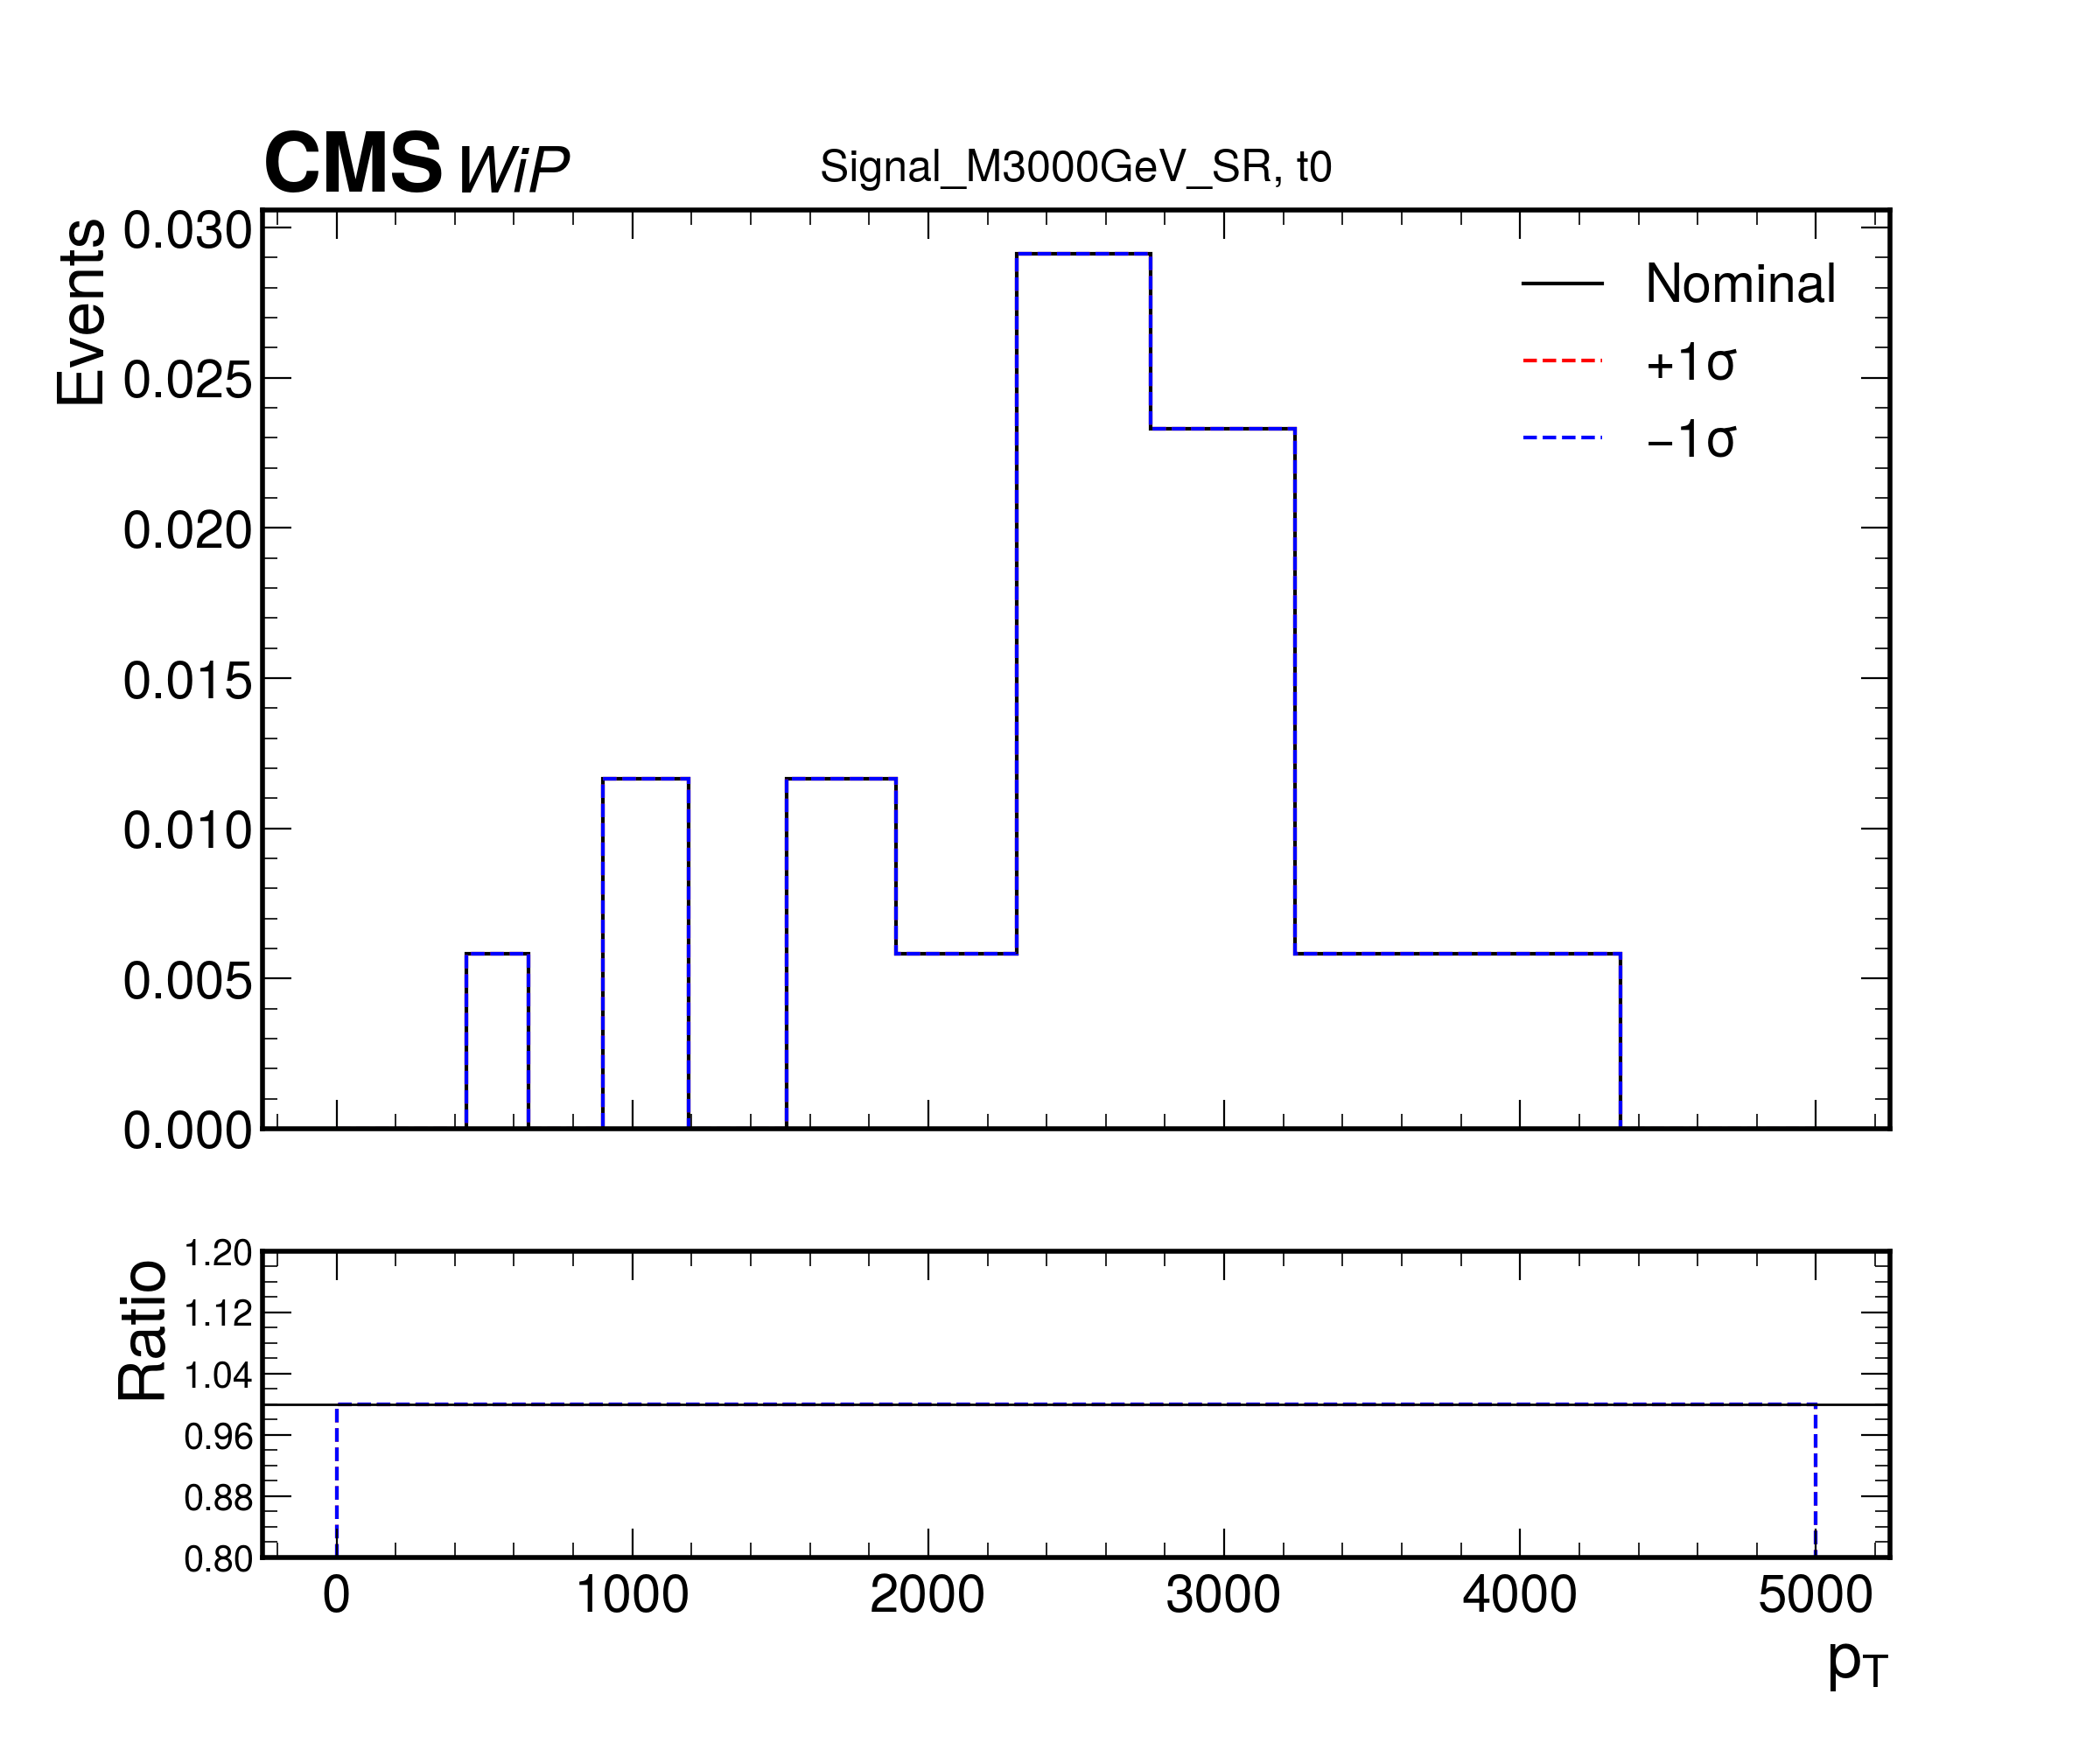 CMS WiP
Signal_M3000GeV_SR, t0
Events
0.030
0.025
0.020
0.015
0.010
0.005
0.000
Nominal
+1σ
−1σ
Ratio
1.20
1.12
1.04
0.96
0.88
0.80
0 1000 2000 3000 4000 5000
pT